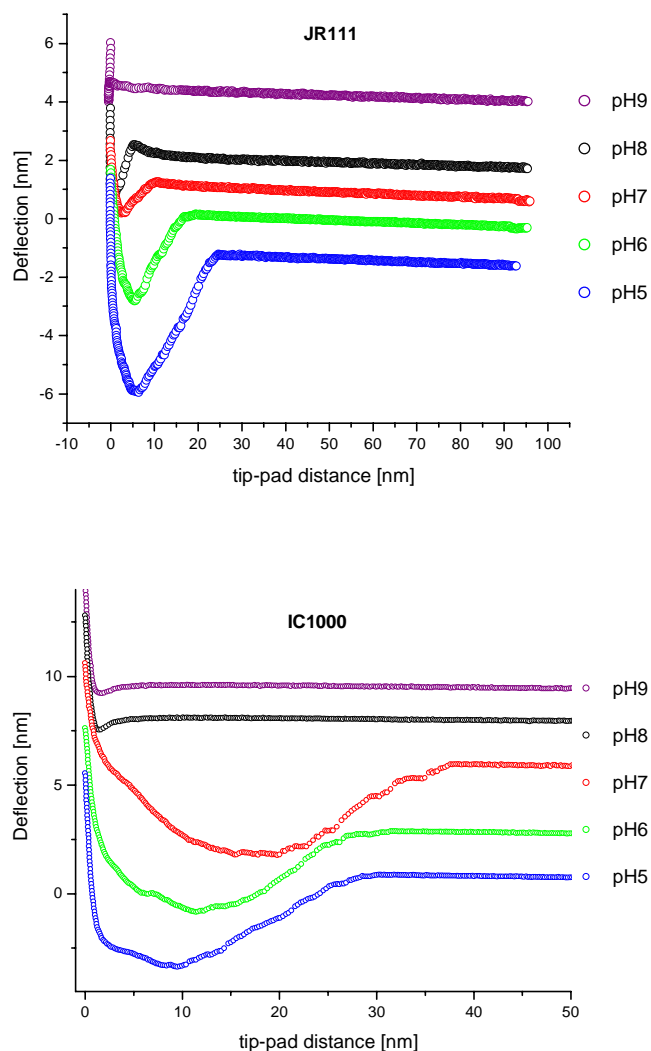 JR111
6
4
2
0
-2
-4
-6
Deflection [nm]
-10 0 10 20 30 40 50 60 70 80 90 100
tip-pad distance [nm]
pH9
pH8
pH7
pH6
pH5
IC1000
10
5
0
Deflection [nm]
0 10 20 30 40 50
tip-pad distance [nm]
pH9
pH8
pH7
pH6
pH5